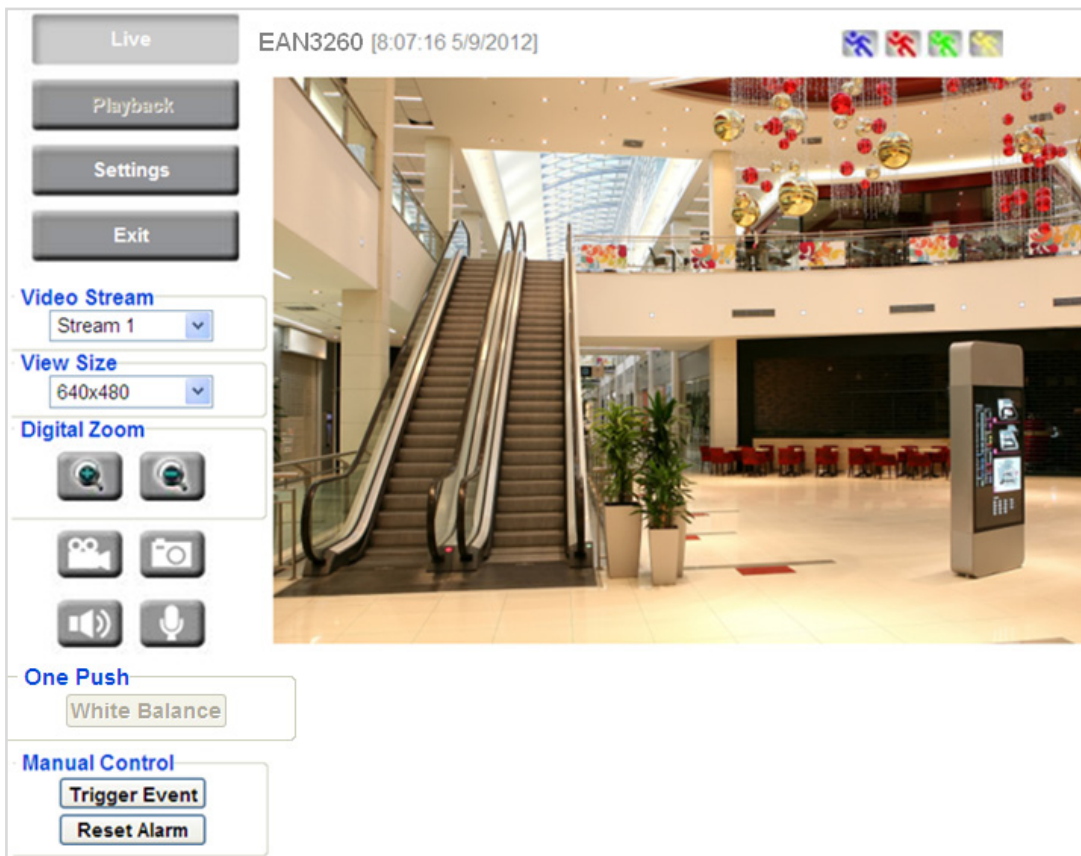 Live
EAN3260 [8:07:16 5/9/2012]
Playback
Settings
Exit
Video Stream
Stream 1
View Size
640x480
Digital Zoom
One Push
White Balance
Manual Control
Trigger Event
Reset Alarm